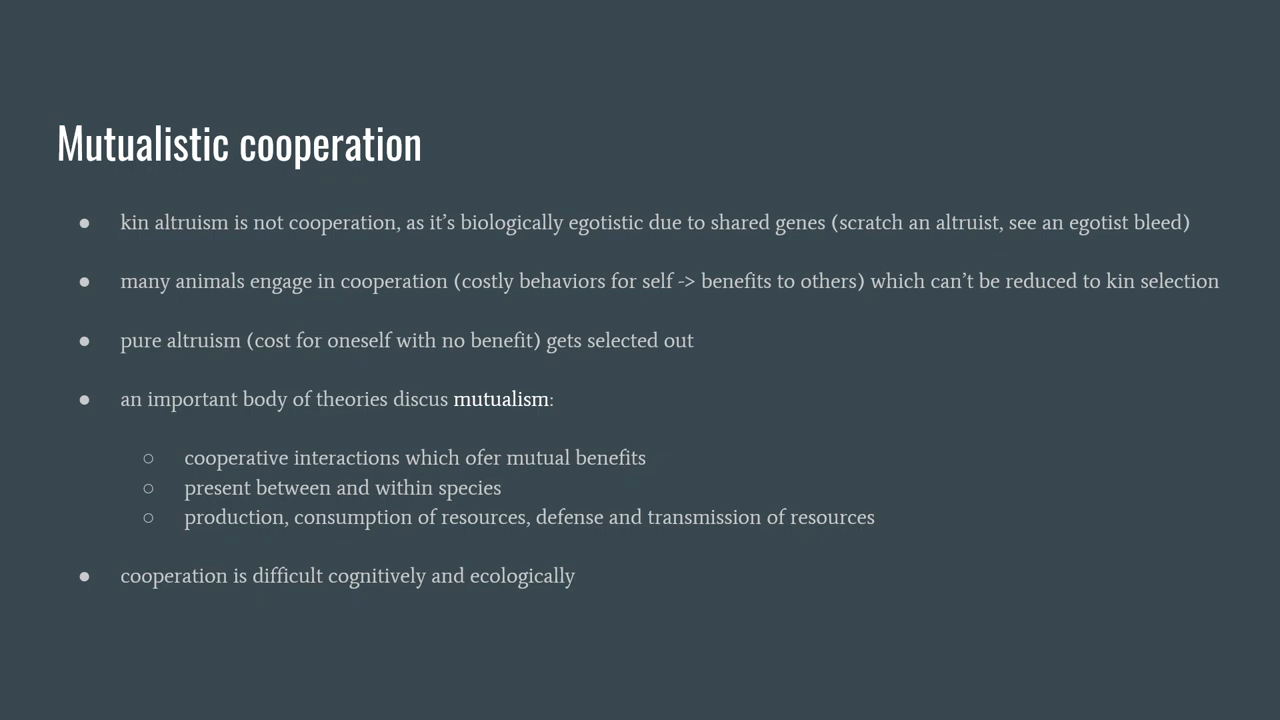 Mutualistic cooperation
● kin altruism is not cooperation, as it’s biologically egotistic due to shared genes (scratch an altruist, see an egotist bleed)
● many animals engage in cooperation (costly behaviors for self -> benefits to others) which can’t be reduced to kin selection
● pure altruism (cost for oneself with no benefit) gets selected out
● an important body of theories discus mutualism:
○ cooperative interactions which ofer mutual benefits
○ present between and within species
○ production, consumption of resources, defense and transmission of resources
● cooperation is difficult cognitively and ecologically